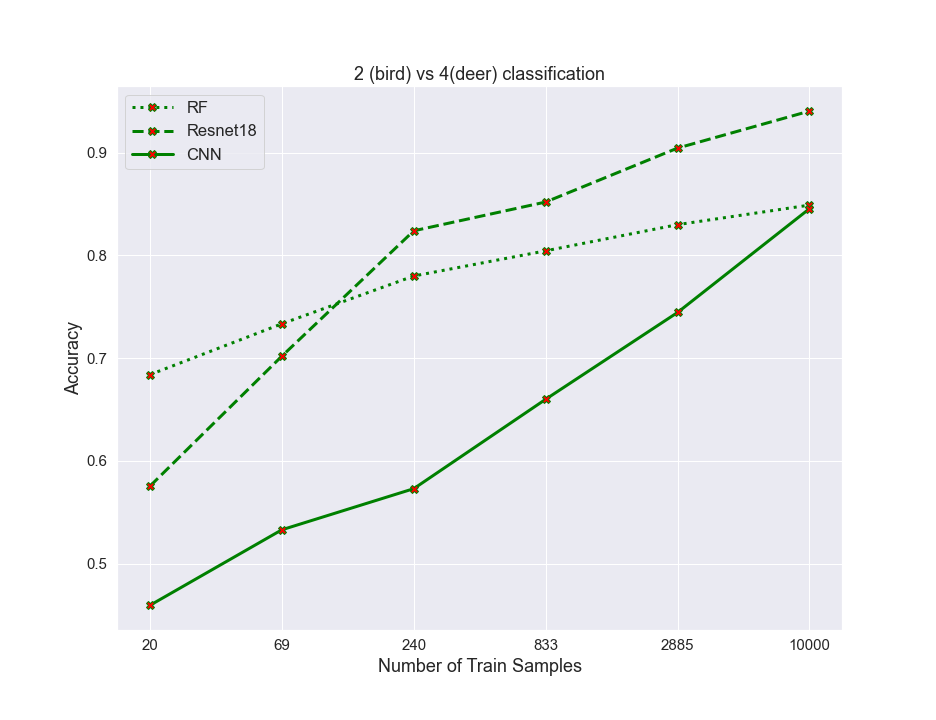 2 (bird) vs 4(deer) classification
RF
Resnet18
CNN
0.9
0.8
0.7
0.6
0.5
Accuracy
20 69 240 833 2885 10000
Number of Train Samples